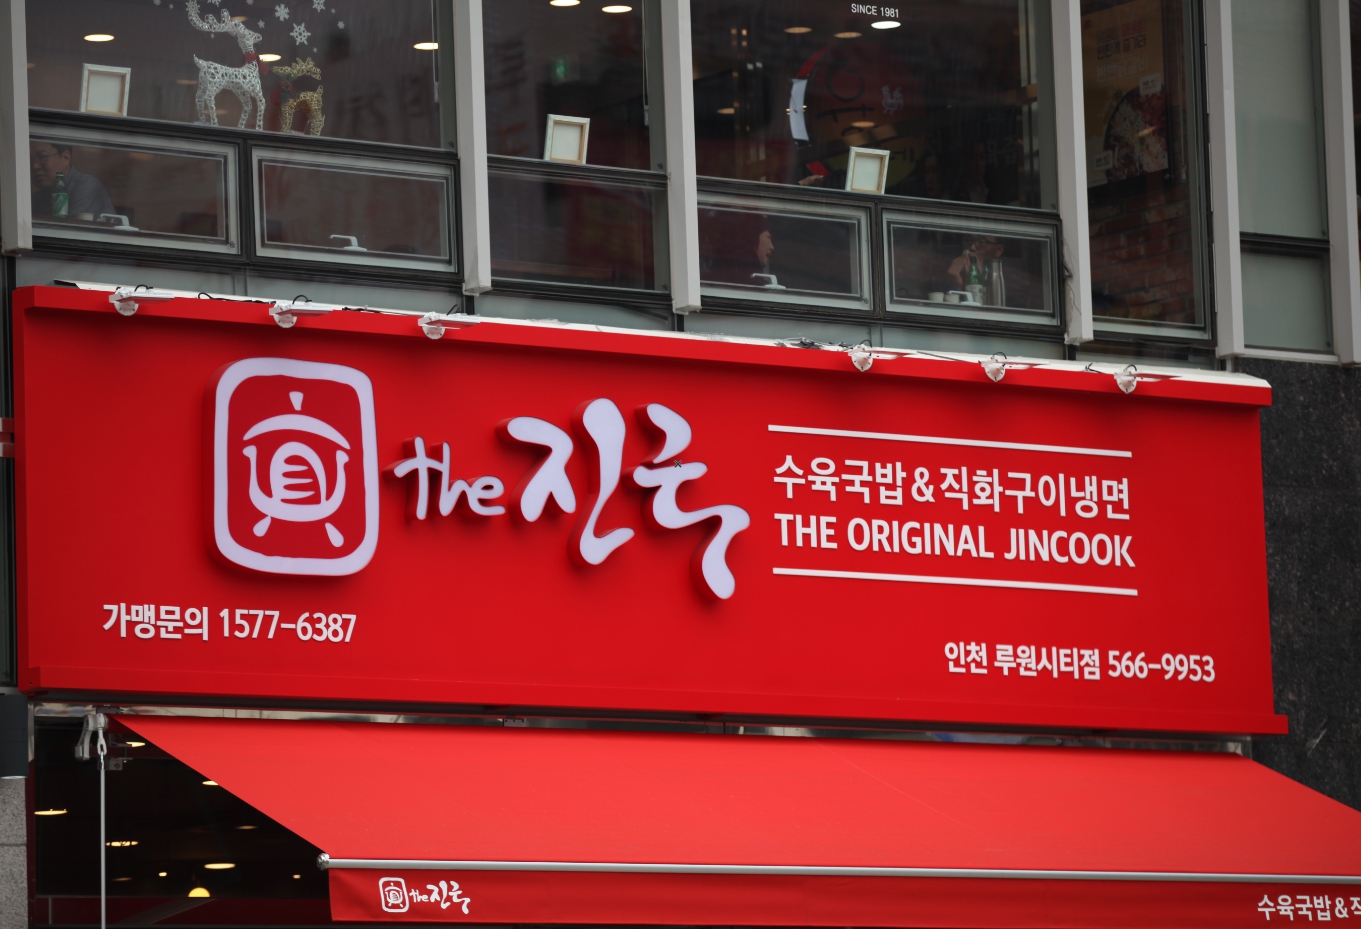 SINCE 1981
the 진국
수육국밥&직화구이냉면
THE ORIGINAL JINCOOK
가맹문의 1577-6387
인천 루원시티점 566-9953
the 진국
수육국밥&직